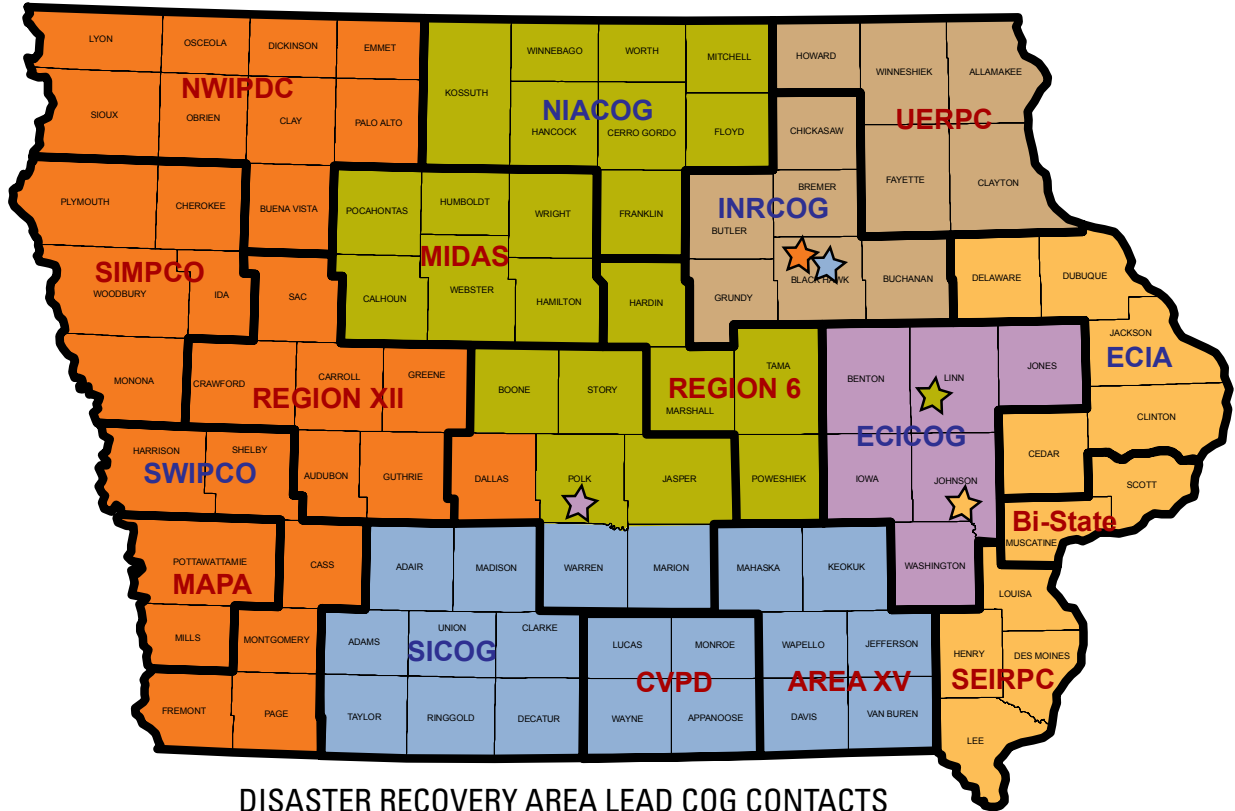 LYON
OSCEOLA
DICKINSON
EMMET
KOSSUTH
WINNEBAGO
WORTH
MITCHELL
HOWARD
WINNESHIEK
ALLAMAKEE
NWIPDC
NIACOG
UERPC
SIOUX
OBRIEN
CLAY
PALO ALTO
HANCOCK
CERRO GORDO
FLOYD
CHICKASAW
PLYMOUTH
CHEROKEE
BUENA VISTA
POCAHONTAS
HUMBOLDT
WRIGHT
FRANKLIN
BUTLER
BREMER
FAYETTE
CLAYTON
INRCOG
SIMPCO
MIDAS
WOODBURY
IDA
SAC
CALHOUN
WEBSTER
HAMILTON
HARDIN
GRUNDY
BLACK HAWK
BUCHANAN
DELAWARE
DUBUQUE
JACKSON
ECIA
MONONA
CRAWFORD
CARROLL
GREENE
BOONE
STORY
MARSHALL
TAMA
BENTON
LINN
JONES
CLINTON
REGION XII
REGION 6
ECICOG
CEDAR
HARRISON
SHELBY
AUDUBON
GUTHRIE
DALLAS
POLK
JASPER
POWESHIEK
IOWA
JOHNSON
SCOTT
SWIPCO
Bi-State
MUSCATINE
POTTAWATTAMIE
MAPA
CASS
ADAIR
MADISON
WARREN
MARION
MAHASKA
KEOKUK
WASHINGTON
LOUISA
MILLS
MONTGOMERY
ADAMS
UNION
CLARKE
LUCAS
MONROE
WAPELLO
JEFFERSON
HENRY
DES MOINES
SICOG
CVPD
AREA XV
SEIRPC
FREMONT
PAGE
TAYLOR
RINGGOLD
DECATUR
WAYNE
APPANOOSE
DAVIS
VAN BUREN
LEE
DISASTER RECOVERY AREA LEAD COG CONTACTS